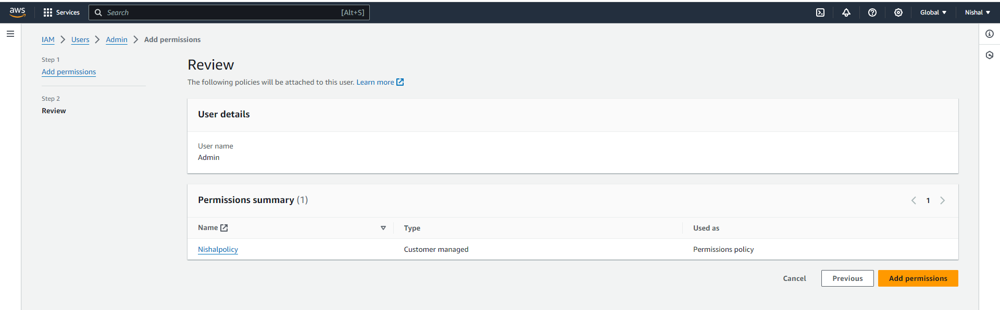 aws Services Search [Alt+S] Global Nishal
IAM Users Admin Add permissions
Step 1
Add permissions
Step 2
Review
Review
The following policies will be attached to this user. Learn more
User details
User name
Admin
Permissions summary (1) 1
Name Type Used as
Nishalpolicy Customer managed Permissions policy
Cancel Previous Add permissions